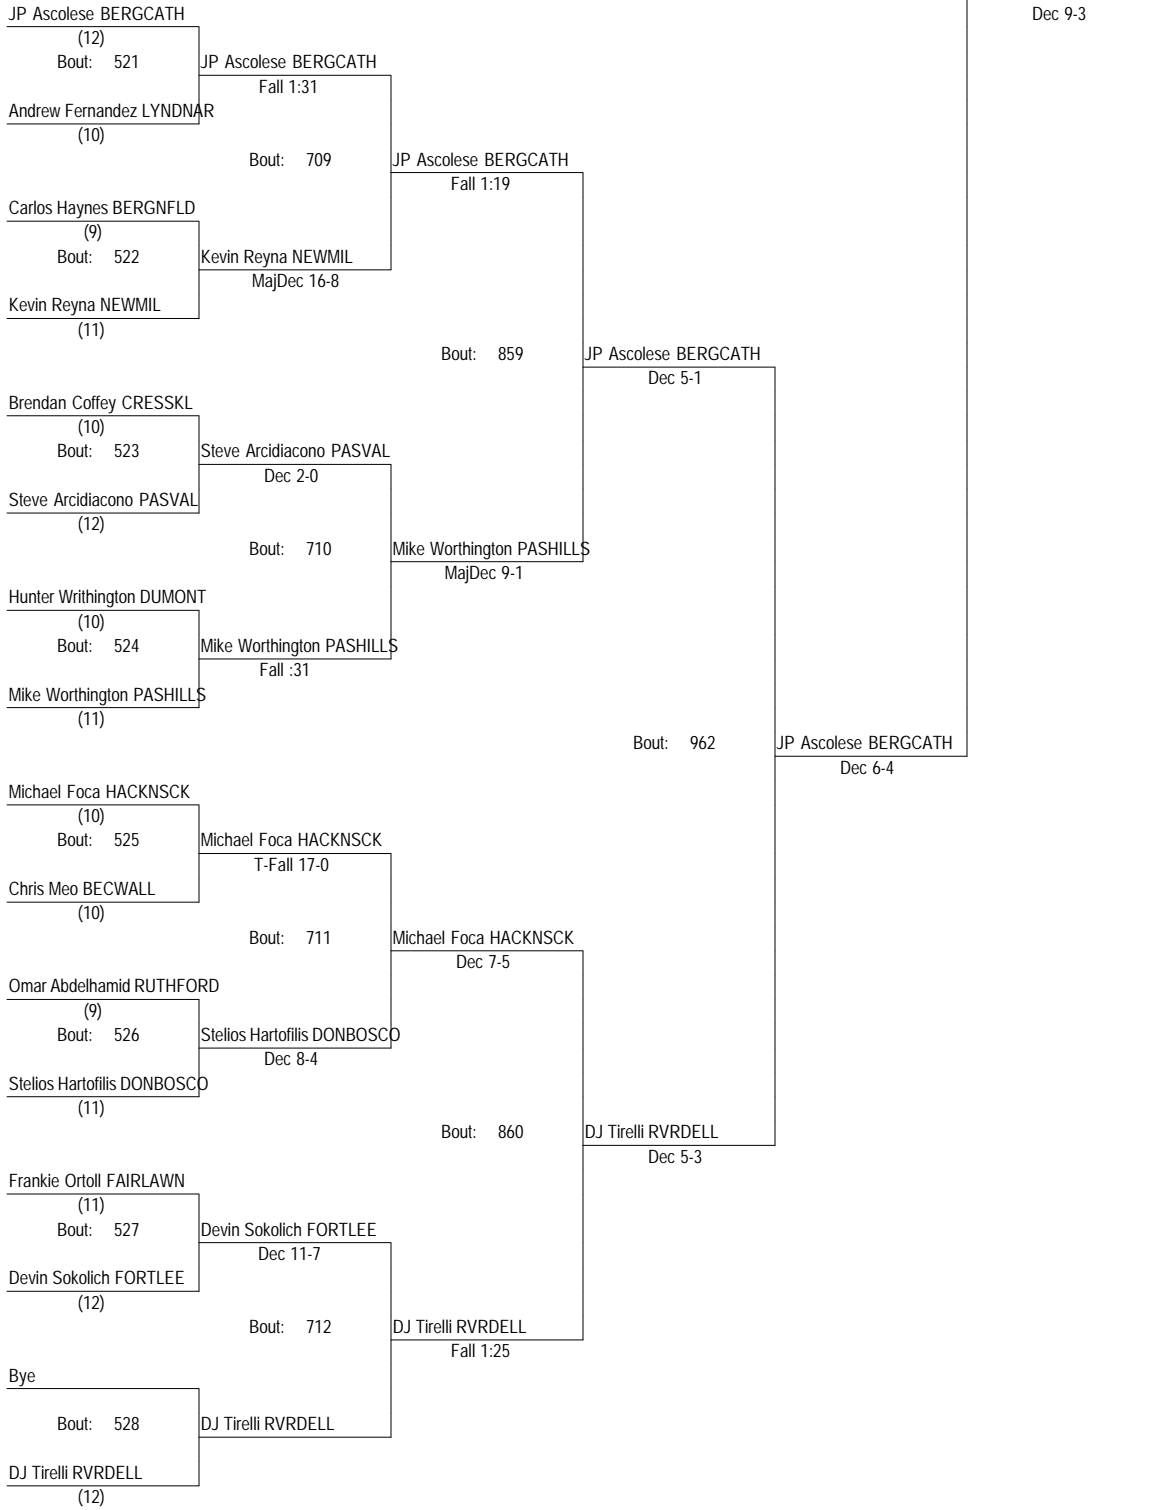 JP Ascolese BERGCATH
Dec 9-3
(12)
Bout: 521
JP Ascolese BERGCATH
Fall 1:31
Andrew Fernandez LYNDNAR
(10)
Bout: 709
JP Ascolese BERGCATH
Fall 1:19
Carlos Haynes BERGNFLD
(9)
Bout: 522
Kevin Reyna NEWMIL
MajDec 16-8
Kevin Reyna NEWMIL
(11)
Bout: 859
JP Ascolese BERGCATH
Dec 5-1
Brendan Coffey CRESSKL
(10)
Bout: 523
Steve Arcidiacono PASVAL
Dec 2-0
Steve Arcidiacono PASVAL
(12)
Bout: 710
Mike Worthington PASHILLS
MajDec 9-1
Hunter Writhington DUMONT
(10)
Bout: 524
Mike Worthington PASHILLS
Fall :31
Mike Worthington PASHILLS
(11)
Bout: 962
JP Ascolese BERGCATH
Dec 6-4
Michael Foca HACKNSCK
(10)
Bout: 525
Michael Foca HACKNSCK
T-Fall 17-0
Chris Meo BECWALL
(10)
Bout: 711
Michael Foca HACKNSCK
Dec 7-5
Omar Abdelhamid RUTHFORD
(9)
Bout: 526
Stelios Hartofilis DONBOSCO
Dec 8-4
Stelios Hartofilis DONBOSCO
(11)
Bout: 860
DJ Tirelli RVRDELL
Dec 5-3
Frankie Ortoll FAIRLAWN
(11)
Bout: 527
Devin Sokolich FORTLEE
Dec 11-7
Devin Sokolich FORTLEE
(12)
Bout: 712
DJ Tirelli RVRDELL
Fall 1:25
Bye
Bout: 528
DJ Tirelli RVRDELL
DJ Tirelli RVRDELL
(12)